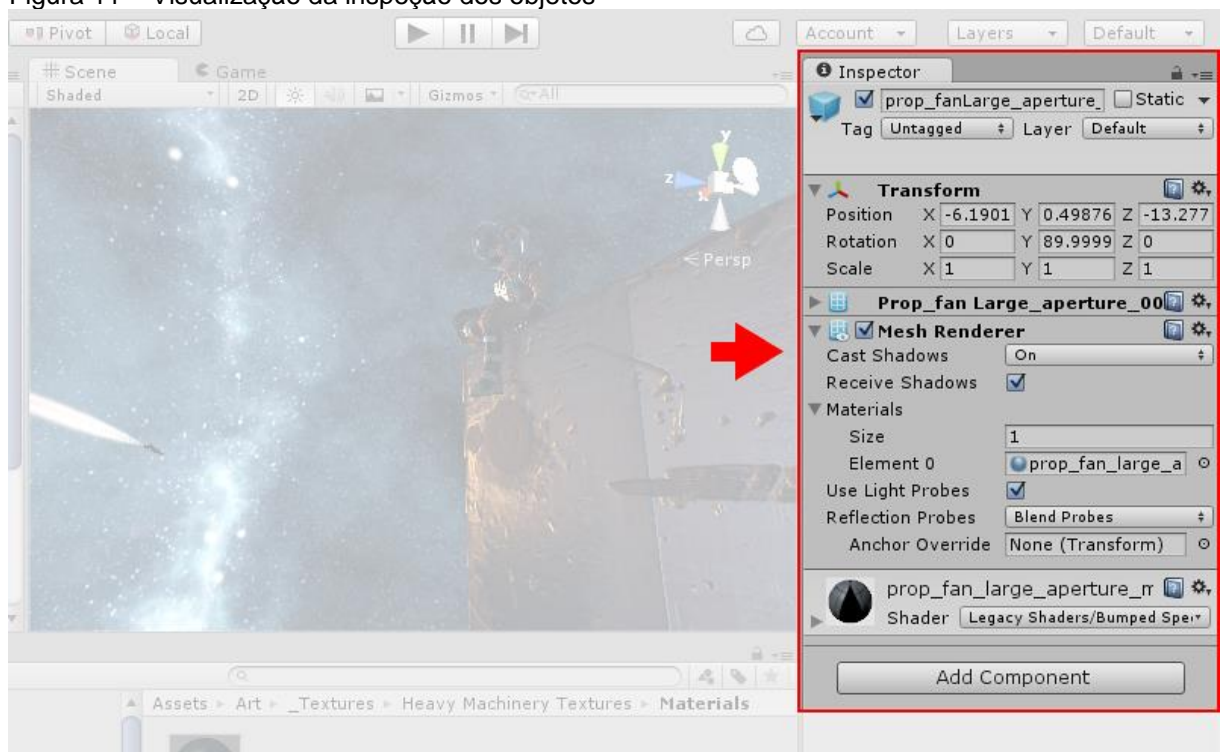 Figura 11 – Visualização da inspeção dos objetos
Pivot Local
Account Layers Default
Scene Game
Shaded 2D Gizmos All
y
z
x
Persp
Inspector
prop_fanLarge_aperture_ Static
Tag Untagged Layer Default
Transform
Position X -6.1901 Y 0.49876 Z -13.277
Rotation X 0 Y 89.9999 Z 0
Scale X 1 Y 1 Z 1
Prop_fan Large_aperture_00
Mesh Renderer
Cast Shadows On
Receive Shadows
Materials
Size 1
Element 0 prop_fan_large_a
Use Light Probes
Reflection Probes Blend Probes
Anchor Override None (Transform)
prop_fan_large_aperture_m
Shader Legacy Shaders/Bumped Spe
Add Component
Assets Art _Textures Heavy Machinery Textures Materials